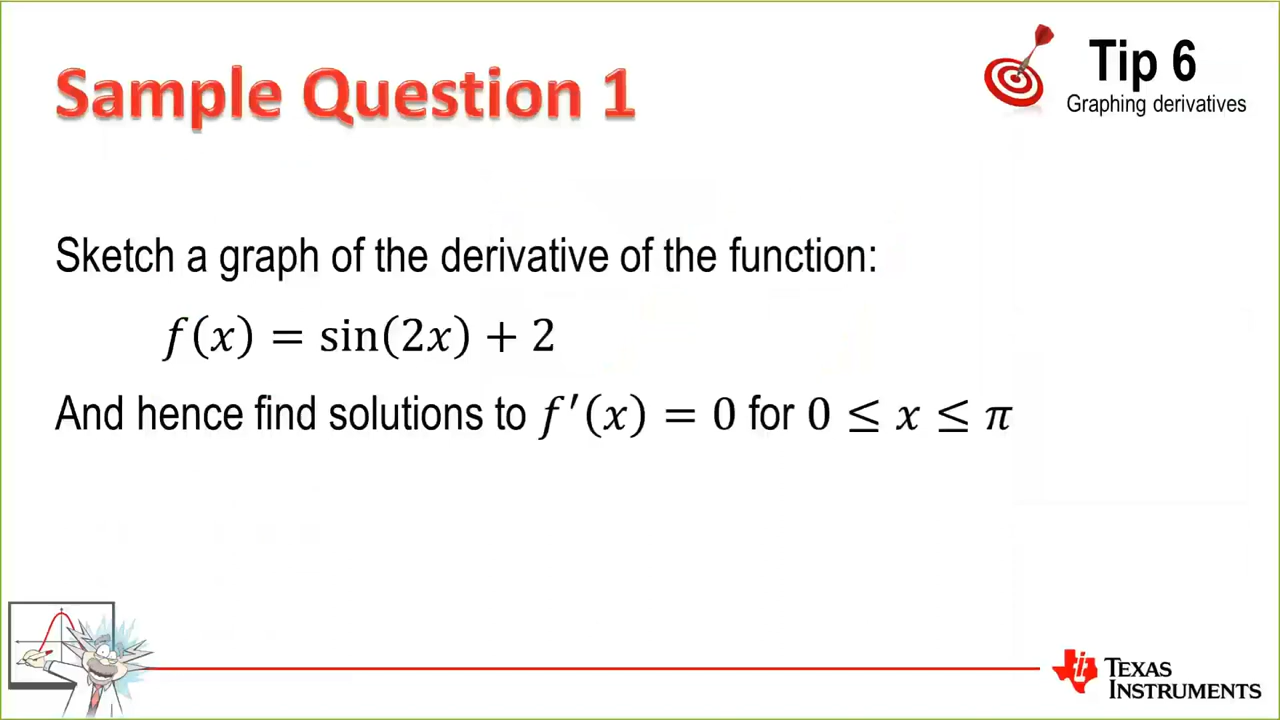 Sample Question 1
Tip 6
Graphing derivatives
Sketch a graph of the derivative of the function:
f(x) = sin(2x) + 2
And hence find solutions to f′(x) = 0 for 0 ≤ x ≤ π
TEXAS
INSTRUMENTS